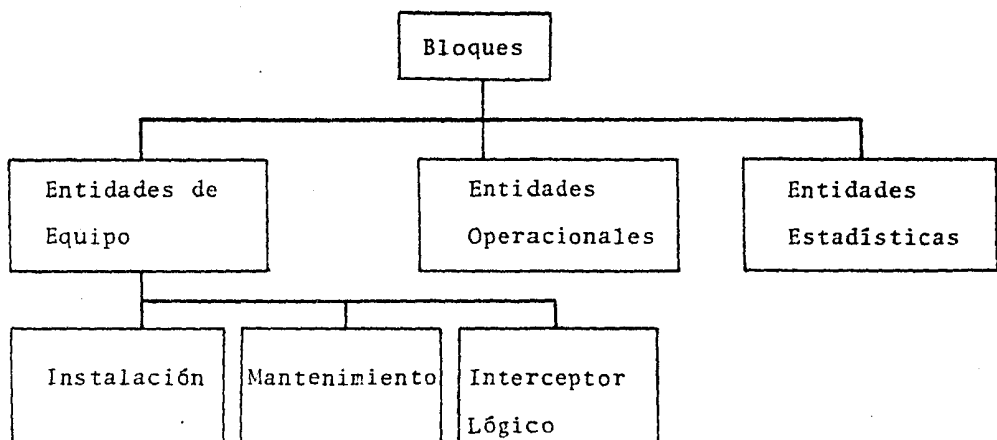 Bloques
Entidades de
Equipo
Entidades
Operacionales
Entidades
Estadísticas
Instalación
Mantenimiento
Interceptor
Lógico